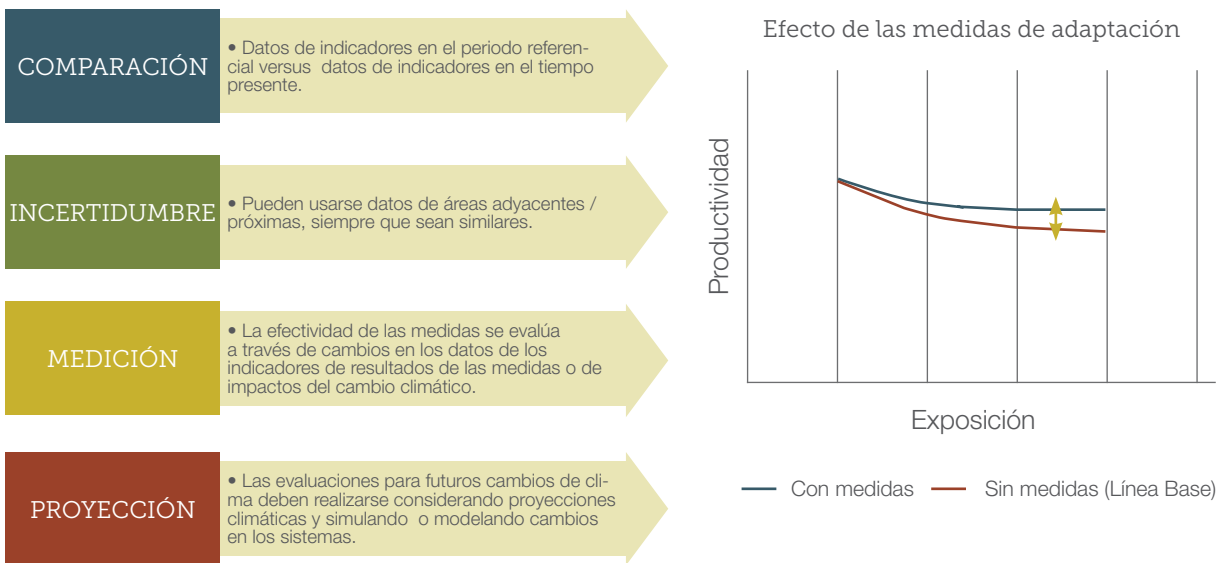 COMPARACIÓN
• Datos de indicadores en el periodo referen-
cial versus datos de indicadores en el tiempo
presente.
INCERTIDUMBRE
• Pueden usarse datos de áreas adyacentes /
próximas, siempre que sean similares.
MEDICIÓN
• La efectividad de las medidas se evalúa
a través de cambios en los datos de los
indicadores de resultados de las medidas o de
impactos del cambio climático.
PROYECCIÓN
• Las evaluaciones para futuros cambios de cli-
ma deben realizarse considerando proyecciones
climáticas y simulando o modelando cambios
en los sistemas.
Efecto de las medidas de adaptación
Productividad
Exposición
Con medidas
Sin medidas (Línea Base)